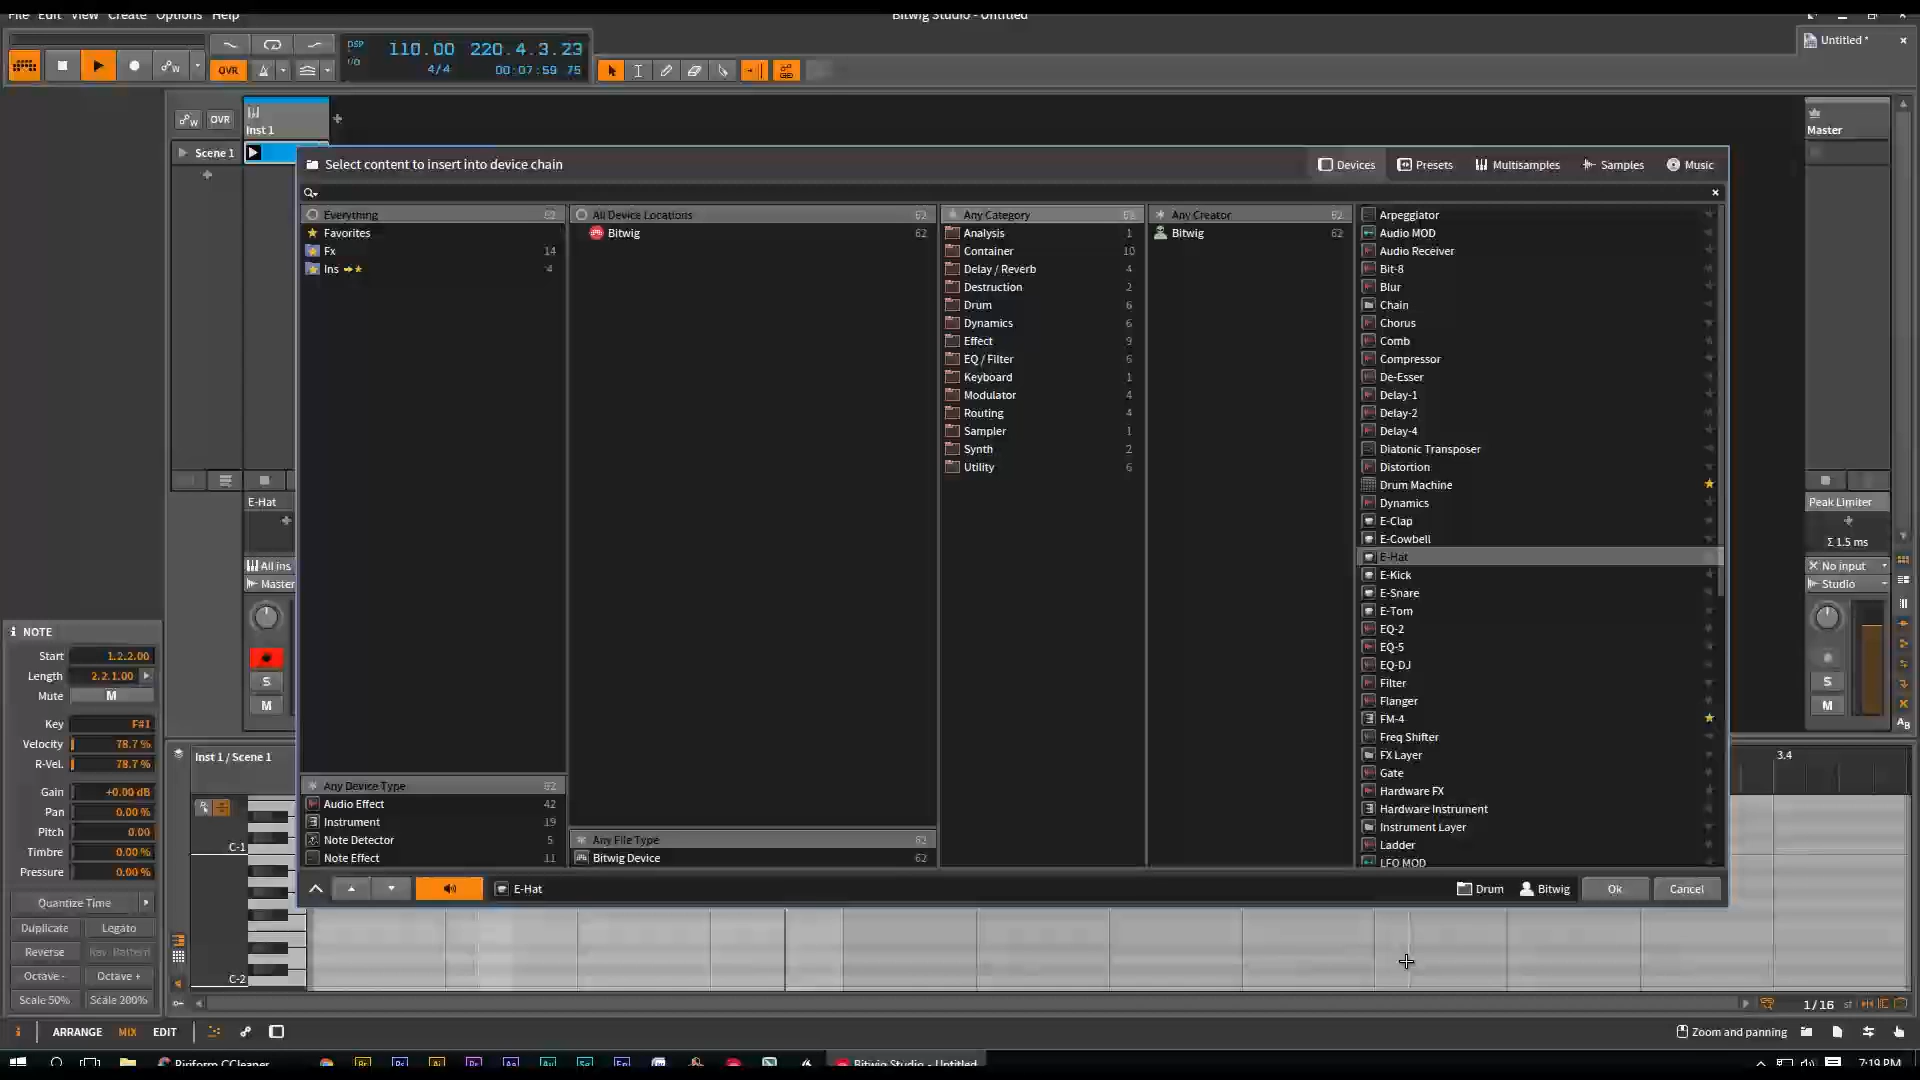 File Edit View Create Options Help
Bitwig Studio - Untitled
Untitled *
OVR
DSP
I/O
110.00 220.4.3.23
4/4 00:07:59 75
OVR
Inst 1
Master
Scene 1
Select content to insert into device chain
Devices Presets Multisamples Samples Music
Everything
Favorites
Fx 14
Ins 4
Any Device Type 62
Audio Effect 42
Instrument 19
Note Detector 5
Note Effect 11
All Device Locations 62
Bitwig 62
Any File Type 62
Bitwig Device 62
Any Category
Analysis 1
Container 10
Delay / Reverb 4
Destruction 2
Drum 6
Dynamics 6
Effect 9
EQ / Filter 6
Keyboard 1
Modulator 4
Routing 4
Sampler 1
Synth 2
Utility 6
Any Creator 62
Bitwig 62
Arpeggiator
Audio MOD
Audio Receiver
Bit-8
Blur
Chain
Chorus
Comb
Compressor
De-Esser
Delay-1
Delay-2
Delay-4
Diatonic Transposer
Distortion
Drum Machine
Dynamics
E-Clap
E-Cowbell
E-Hat
E-Kick
E-Snare
E-Tom
EQ-2
EQ-5
EQ-DJ
Filter
Flanger
FM-4
Freq Shifter
FX Layer
Gate
Hardware FX
Hardware Instrument
Instrument Layer
Ladder
LFO MOD
E-Hat
Drum Bitwig Ok Cancel
E-Hat
All ins
Master
S
M
Peak Limiter
Σ 1.5 ms
No input
Studio
S
M
NOTE
Start 1.2.2.00
Length 2.2.1.00
Mute M
Key F#1
Velocity 78.7 %
R-Vel. 78.7 %
Gain +0.00 dB
Pan 0.00 %
Pitch 0.00
Timbre 0.00 %
Pressure 0.00 %
Quantize Time
Duplicate Legato
Reverse Rev. Pattern
Octave - Octave +
Scale 50% Scale 200%
Inst 1 / Scene 1
3.4
C-1
C-2
1/16
ARRANGE MIX EDIT
Zoom and panning
Piriform CCleaner
Bitwig Studio - Untitled
7:19 PM